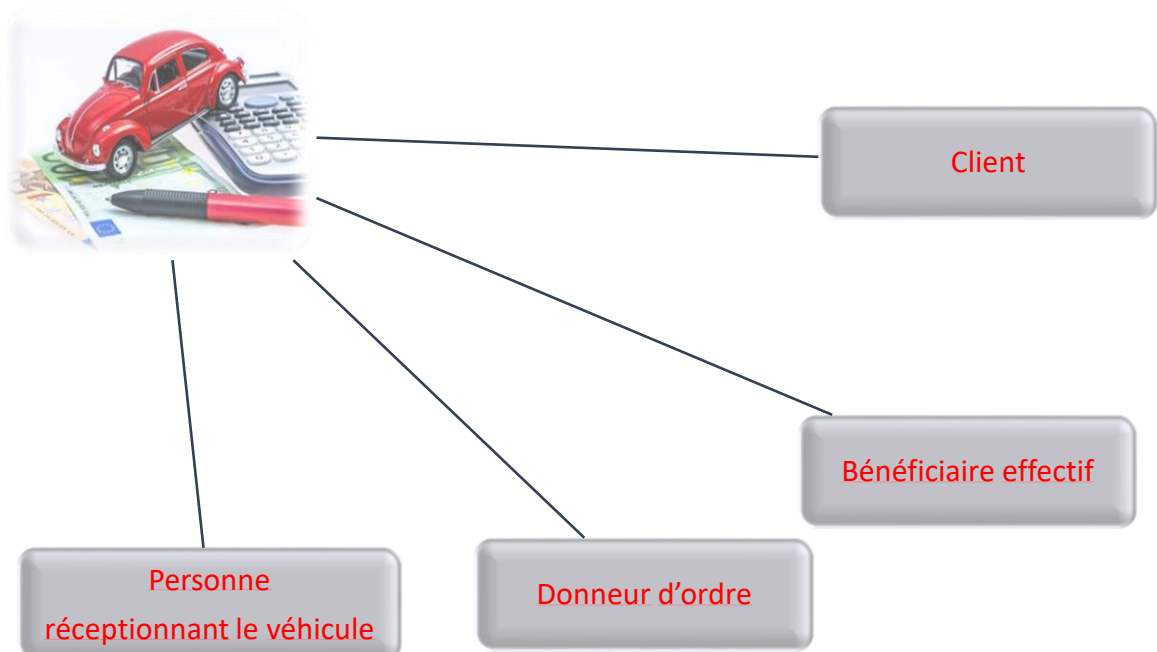 Client
Bénéficiaire effectif
Donneur d’ordre
Personne
réceptionnant le véhicule